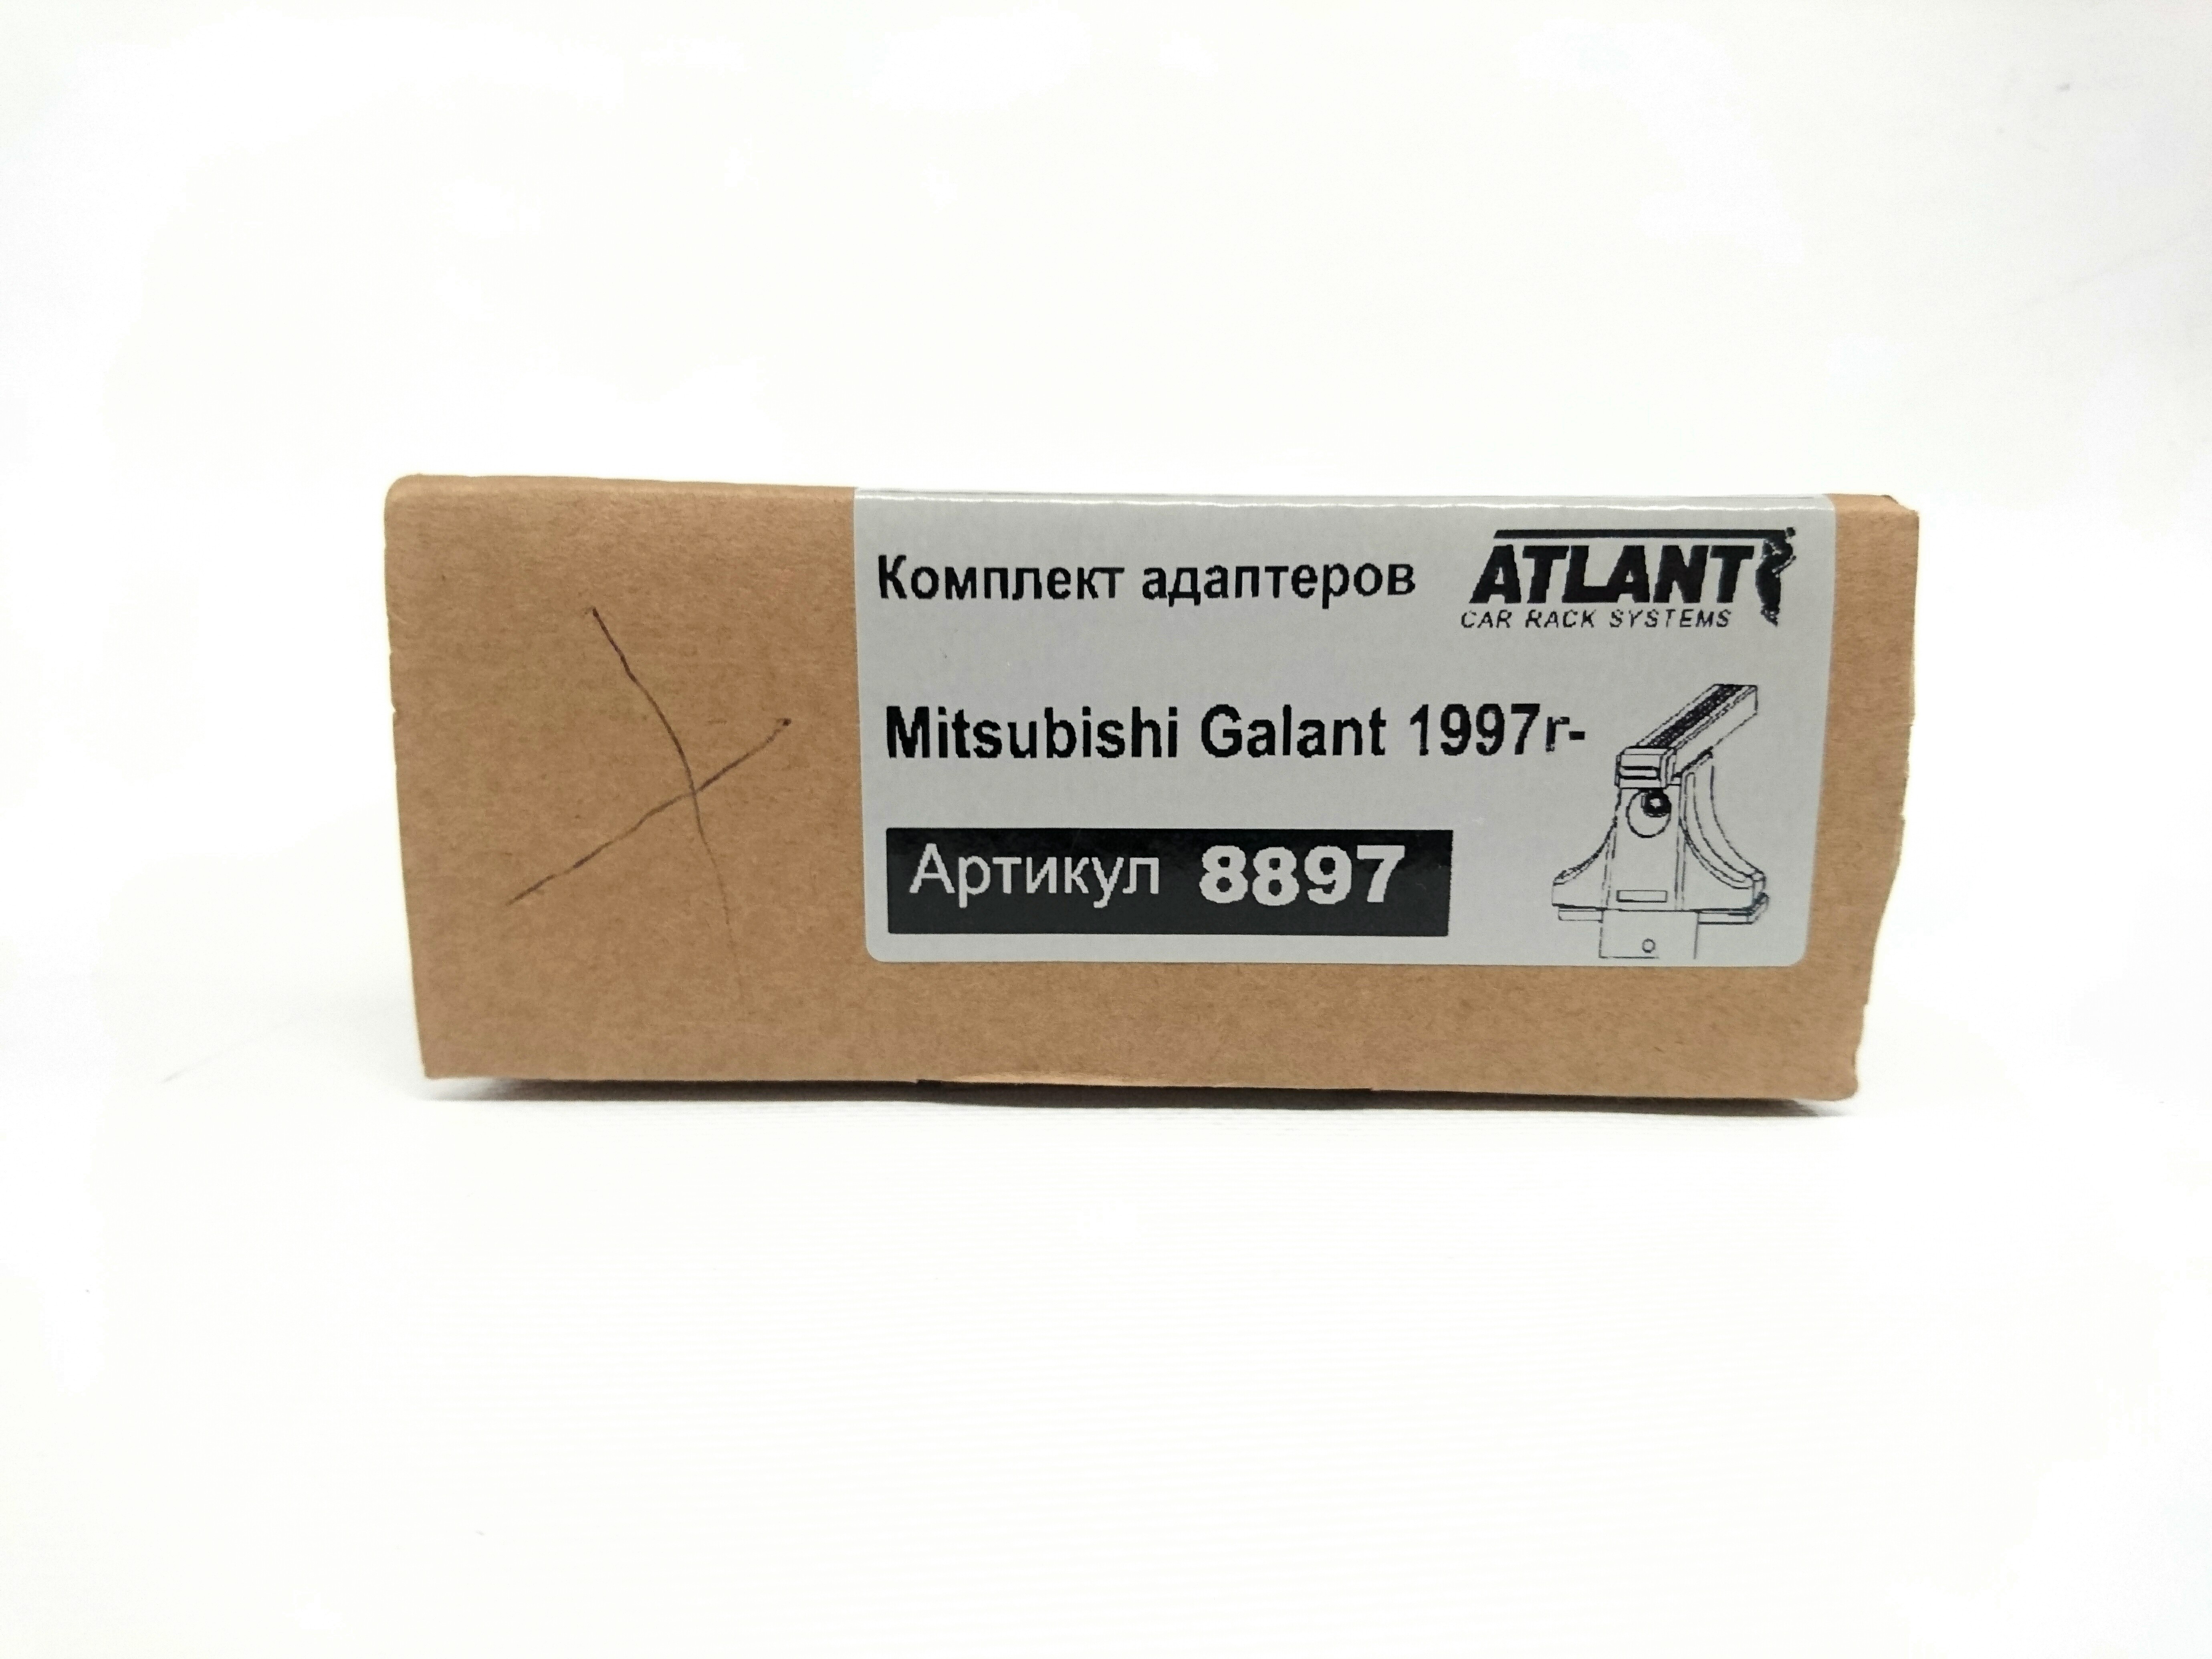 Комплект адаптеров
ATLANT
CAR RACK SYSTEMS
Mitsubishi Galant 1997г-
Артикул 8897